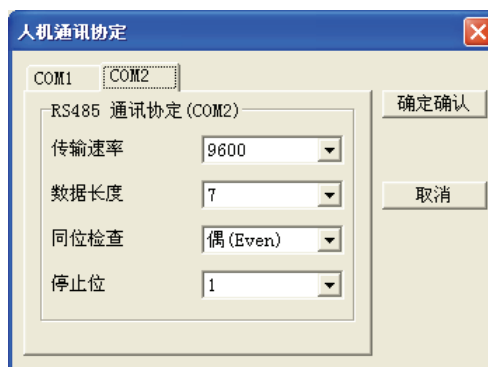 人机通讯协定
COM1 COM2
RS485 通讯协定(COM2)
确定确认
传输速率 9600
数据长度 7
取消
同位检查 偶(Even)
停止位 1